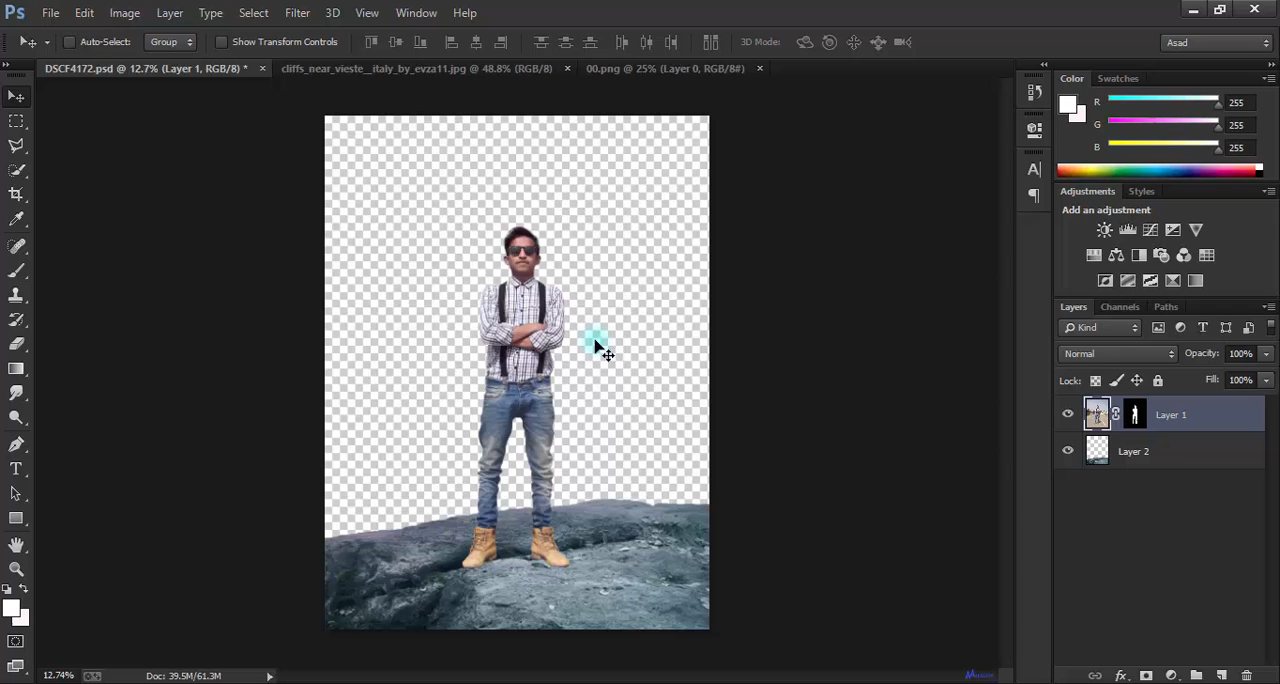 Ps File Edit Image Layer Type Select Filter 3D View Window Help
Auto-Select: Group Show Transform Controls 3D Mode: Asad
DSCF4172.psd @ 12.7% (Layer 1, RGB/8) * cliffs_near_vieste__italy_by_evza11.jpg @ 48.8% (RGB/8) 00.png @ 25% (Layer 0, RGB/8#)
Color Swatches
R 255
G 255
B 255
Adjustments Styles
Add an adjustment
Layers Channels Paths
Kind
Normal Opacity: 100%
Lock: Fill: 100%
Layer 1
Layer 2
12.74% Doc: 39.5M/61.3M